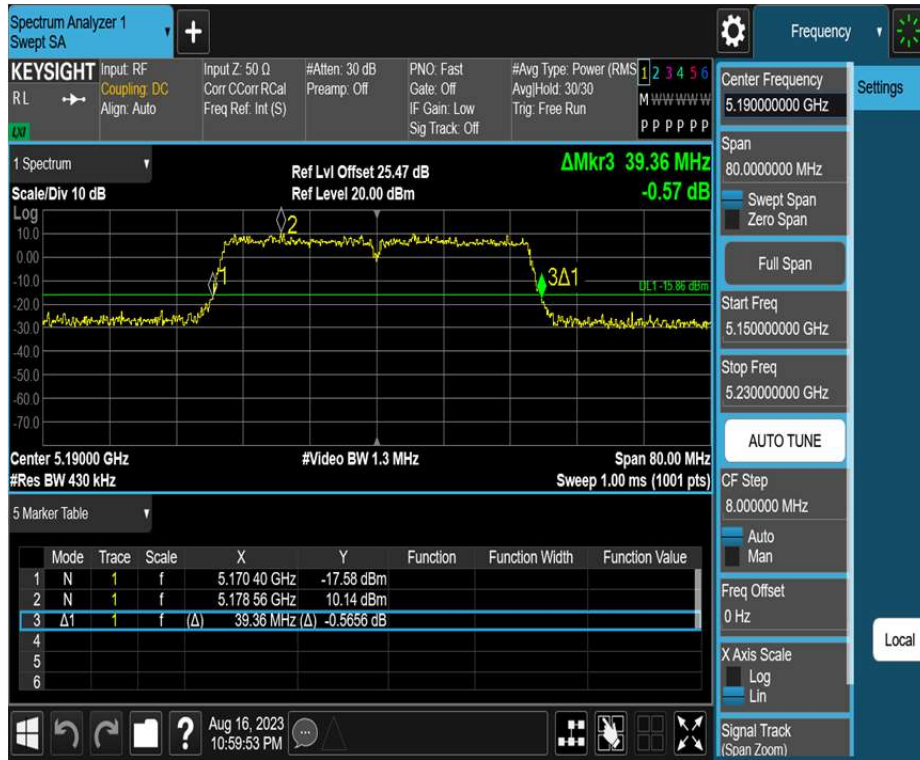 Spectrum Analyzer 1
Swept SA
+
Frequency
KEYSIGHT
RL
LXI
Input: RF
Coupling: DC
Align: Auto
Input Z: 50 Ω
Corr CCorr RCal
Freq Ref: Int (S)
#Atten: 30 dB
Preamp: Off
PNO: Fast
Gate: Off
IF Gain: Low
Sig Track: Off
#Avg Type: Power (RMS
Avg|Hold: 30/30
Trig: Free Run
1 2 3 4 5 6
M W W W W W
P P P P P P
1 Spectrum
Scale/Div 10 dB
Log
Ref Lvl Offset 25.47 dB
Ref Level 20.00 dBm
ΔMkr3 39.36 MHz
-0.57 dB
10.0
0.00
-10.0
-20.0
-30.0
-40.0
-50.0
-60.0
-70.0
1
2
3Δ1
DL1 -15.86 dBm
Center 5.19000 GHz
#Video BW 1.3 MHz
Span 80.00 MHz
#Res BW 430 kHz
Sweep 1.00 ms (1001 pts)
5 Marker Table
Mode Trace Scale X Y Function Function Width Function Value
1 N 1 f 5.170 40 GHz -17.58 dBm
2 N 1 f 5.178 56 GHz 10.14 dBm
3 Δ1 1 f (Δ) 39.36 MHz (Δ) -0.5656 dB
4
5
6
?
Aug 16, 2023
10:59:53 PM
Center Frequency
5.190000000 GHz
Span
80.0000000 MHz
Swept Span
Zero Span
Full Span
Start Freq
5.150000000 GHz
Stop Freq
5.230000000 GHz
AUTO TUNE
CF Step
8.000000 MHz
Auto
Man
Freq Offset
0 Hz
X Axis Scale
Log
Lin
Signal Track
(Span Zoom)
Settings
Local